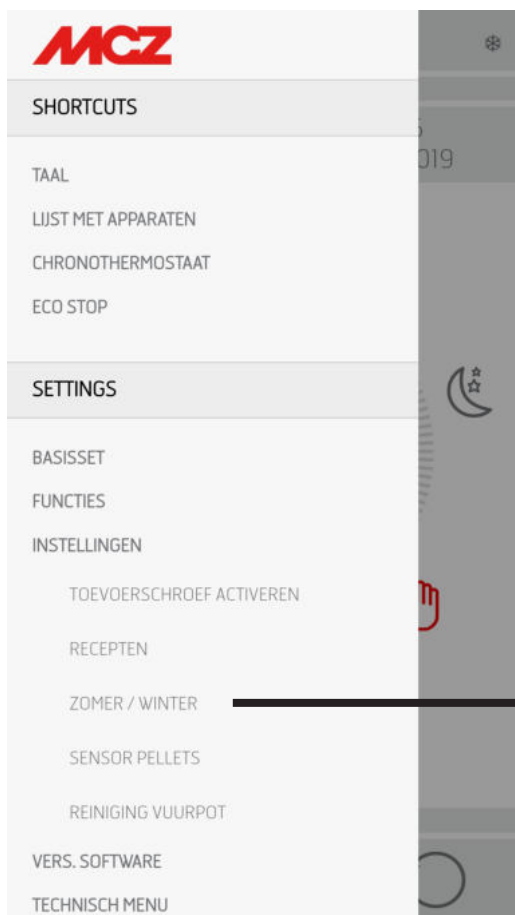 MCZ
SHORTCUTS
TAAL
LIJST MET APPARATEN
CHRONOTHERMOSTAAT
ECO STOP
SETTINGS
BASISSET
FUNCTIES
INSTELLINGEN
TOEVOERSCHROEF ACTIVEREN
RECEPTEN
ZOMER / WINTER
SENSOR PELLETS
REINIGING VUURPOT
VERS. SOFTWARE
TECHNISCH MENU
019